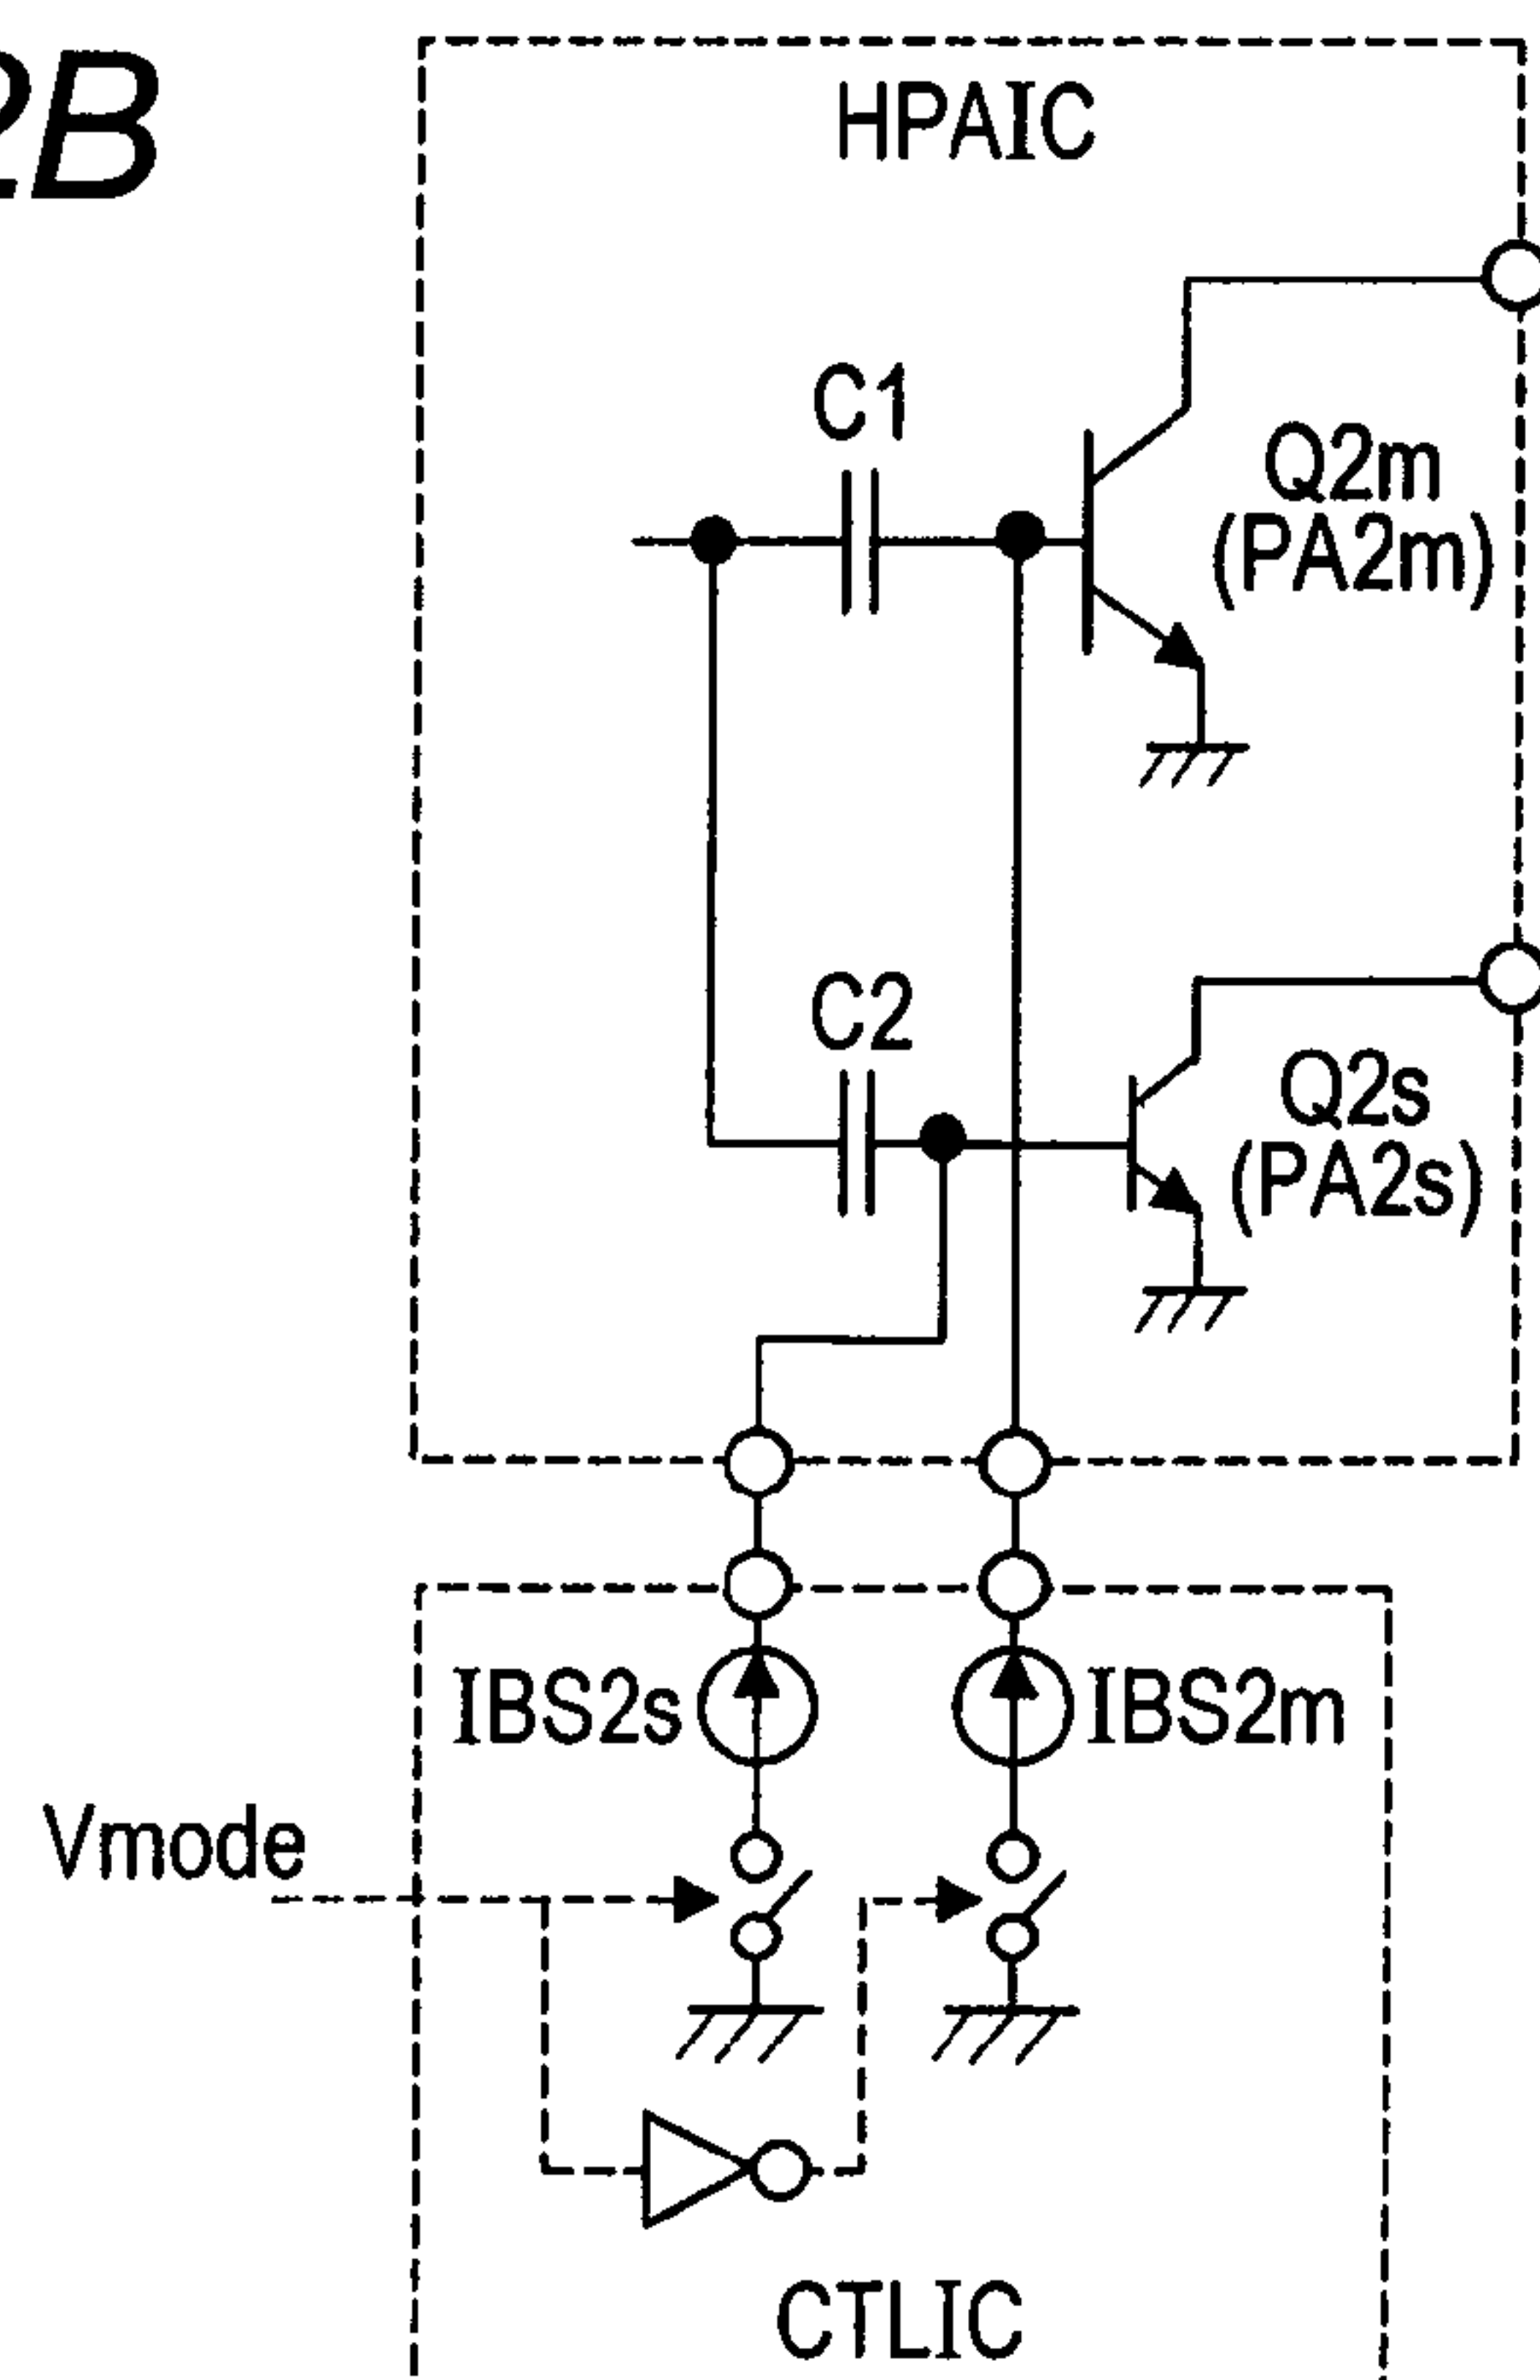 2B
HPAIC
C1
Q2m
(PA2m)
C2
Q2s
(PA2s)
IBS2s
IBS2m
Vmode
CTLIC